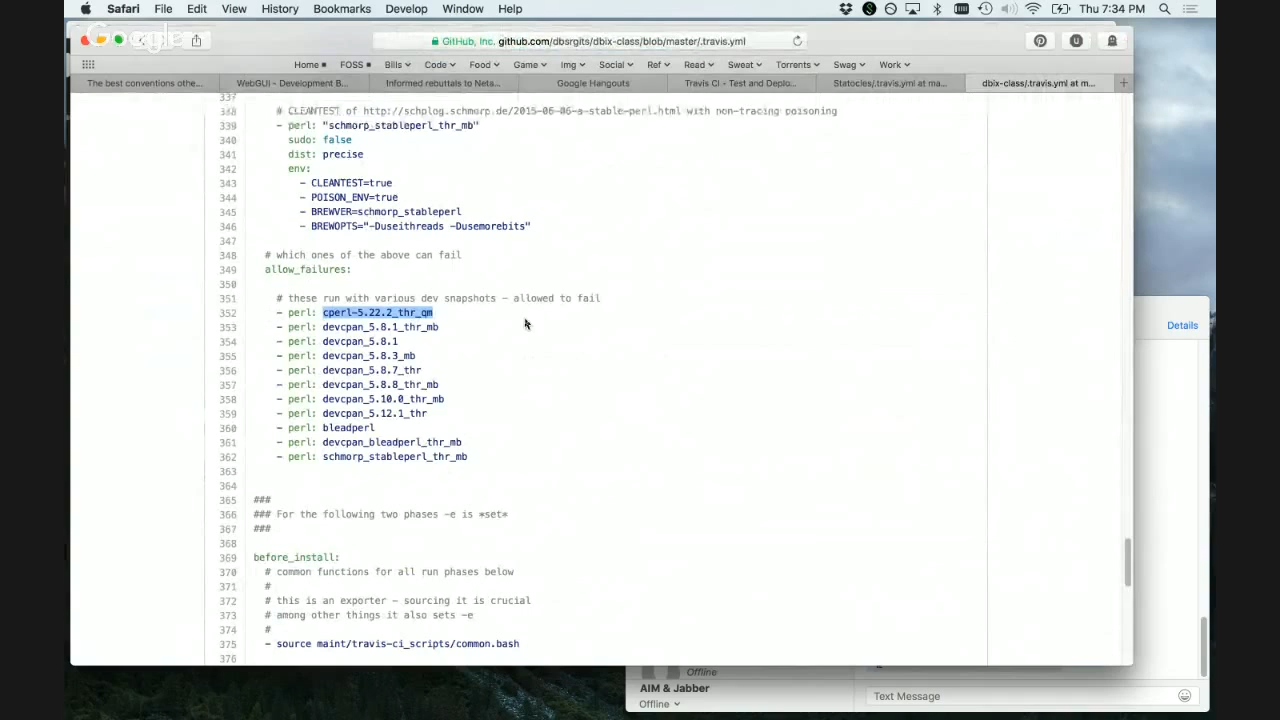 Safari File Edit View History Bookmarks Develop Window Help Thu 7:34 PM
Google
GitHub, Inc. github.com/dbsrgits/dbix-class/blob/master/.travis.yml
Home FOSS Bills Code Food Game Img Social Ref Read Sweat Torrents Swag Work
The best conventions othe... WebGUI - Development B... Informed rebuttals to Neta... Google Hangouts Travis CI - Test and Deplo... Statocles/.travis.yml at ma... dbix-class/.travis.yml at m...
337
338 # CLEANTEST of http://schplog.schmorp.de/2015-06-06-a-stable-perl.html with non-tracing poisoning
339 - perl: "schmorp_stableperl_thr_mb"
340 sudo: false
341 dist: precise
342 env:
343 - CLEANTEST=true
344 - POISON_ENV=true
345 - BREWVER=schmorp_stableperl
346 - BREWOPTS="-Duseithreads -Dusemorebits"
347
348 # which ones of the above can fail
349 allow_failures:
350
351 # these run with various dev snapshots - allowed to fail
352 - perl: cperl-5.22.2_thr_qm
353 - perl: devcpan_5.8.1_thr_mb
354 - perl: devcpan_5.8.1
355 - perl: devcpan_5.8.3_mb
356 - perl: devcpan_5.8.7_thr
357 - perl: devcpan_5.8.8_thr_mb
358 - perl: devcpan_5.10.0_thr_mb
359 - perl: devcpan_5.12.1_thr
360 - perl: bleadperl
361 - perl: devcpan_bleadperl_thr_mb
362 - perl: schmorp_stableperl_thr_mb
363
364
365 ###
366 ### For the following two phases -e is *set*
367 ###
368
369 before_install:
370 # common functions for all run phases below
371 #
372 # this is an exporter - sourcing it is crucial
373 # among other things it also sets -e
374 #
375 - source maint/travis-ci_scripts/common.bash
376
Details
Offline
AIM & Jabber
Offline
Text Message